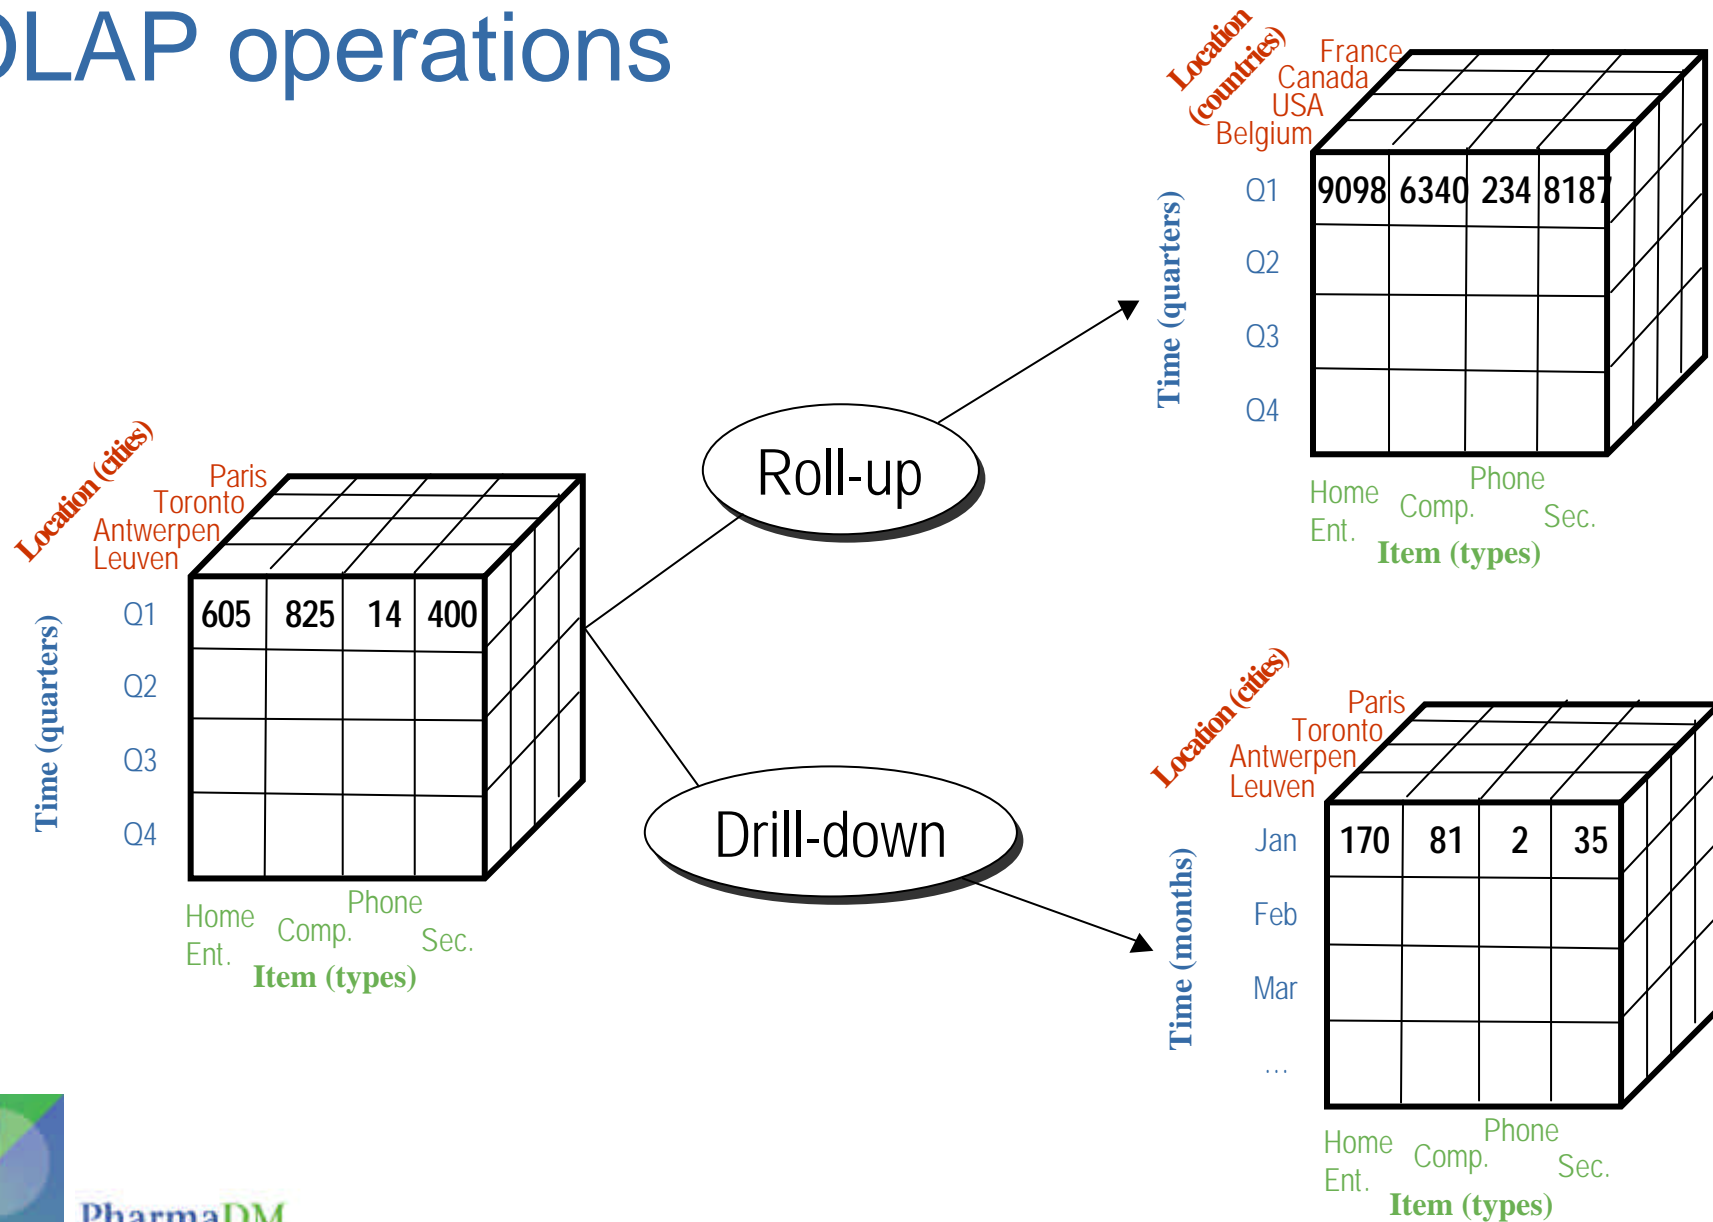 OLAP operations
Location (countries)
France
Canada
USA
Belgium
Time (quarters)
Q1 9098 6340 234 8187
Q2
Q3
Q4
Home Ent. Comp. Phone Sec.
Item (types)
Roll-up
Location (cities)
Paris
Toronto
Antwerpen
Leuven
Time (quarters)
Q1 605 825 14 400
Q2
Q3
Q4
Home Ent. Comp. Phone Sec.
Item (types)
Drill-down
Location (cities)
Paris
Toronto
Antwerpen
Leuven
Time (months)
Jan 170 81 2 35
Feb
Mar
...
Home Ent. Comp. Phone Sec.
Item (types)
PharmaDM